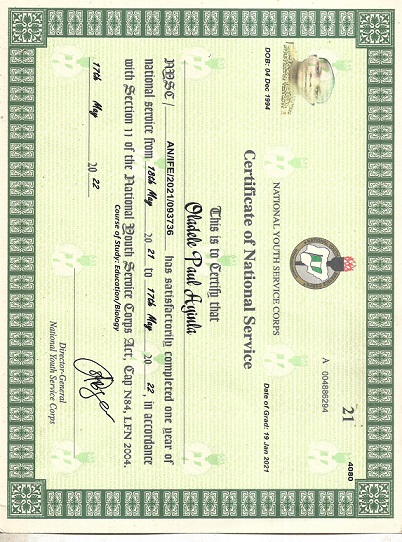 4080
21
A 004886284
NATIONAL YOUTH SERVICE CORPS
Certificate of National Service
DOB: 04 Dec 1994
Date of Grad: 19 Jan 2021
This is to Certify that
Oladele Paul Ayinla
NYSC / AN/IFE/2021/093736 has satisfactorily completed one year of
national service from 18th May 20 21 to 17th May 20 22, in accordance
with Section 11 of the National Youth Service Corps Act, Cap N84, LFN 2004.
Course of Study: Education/Biology
17th May 20 22
Director-General
National Youth Service Corps